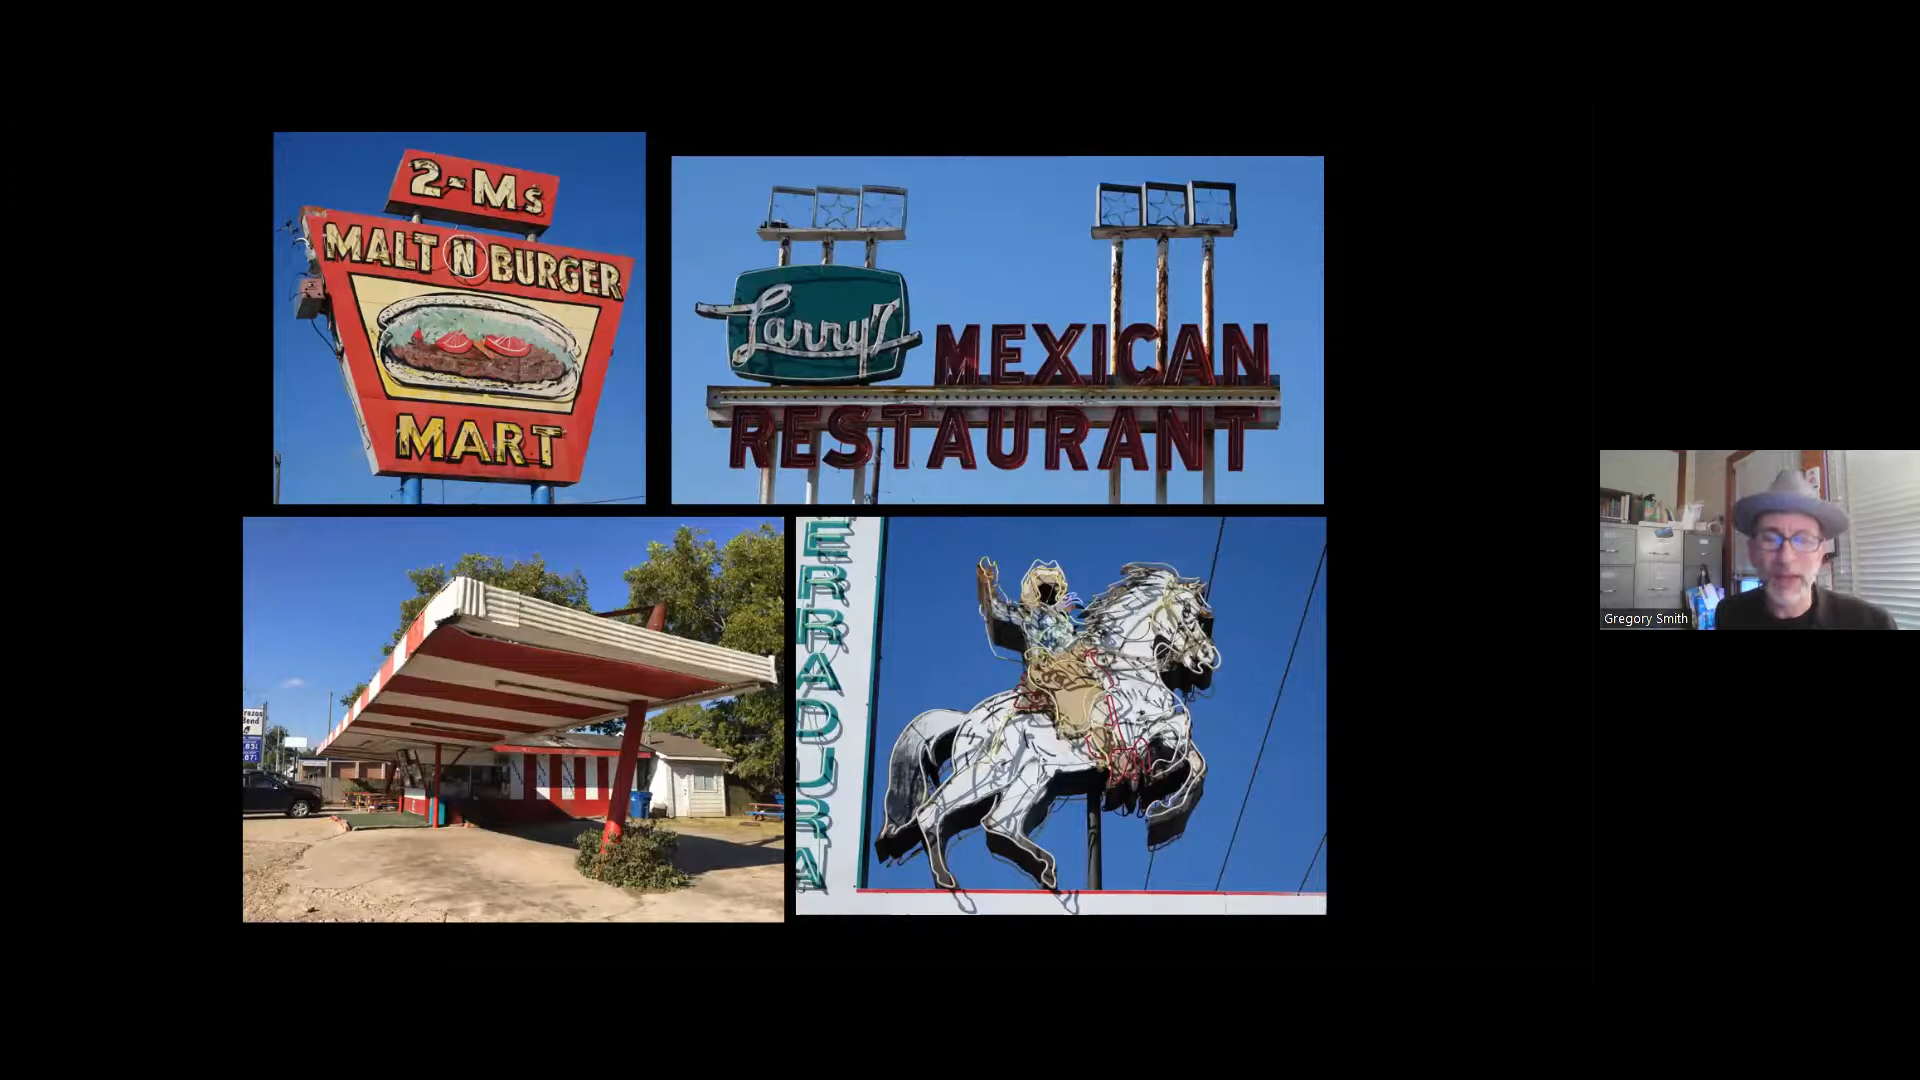 2-Ms
MALT N BURGER
MART
Larry's
MEXICAN
RESTAURANT
ERRADURA
Gregory Smith